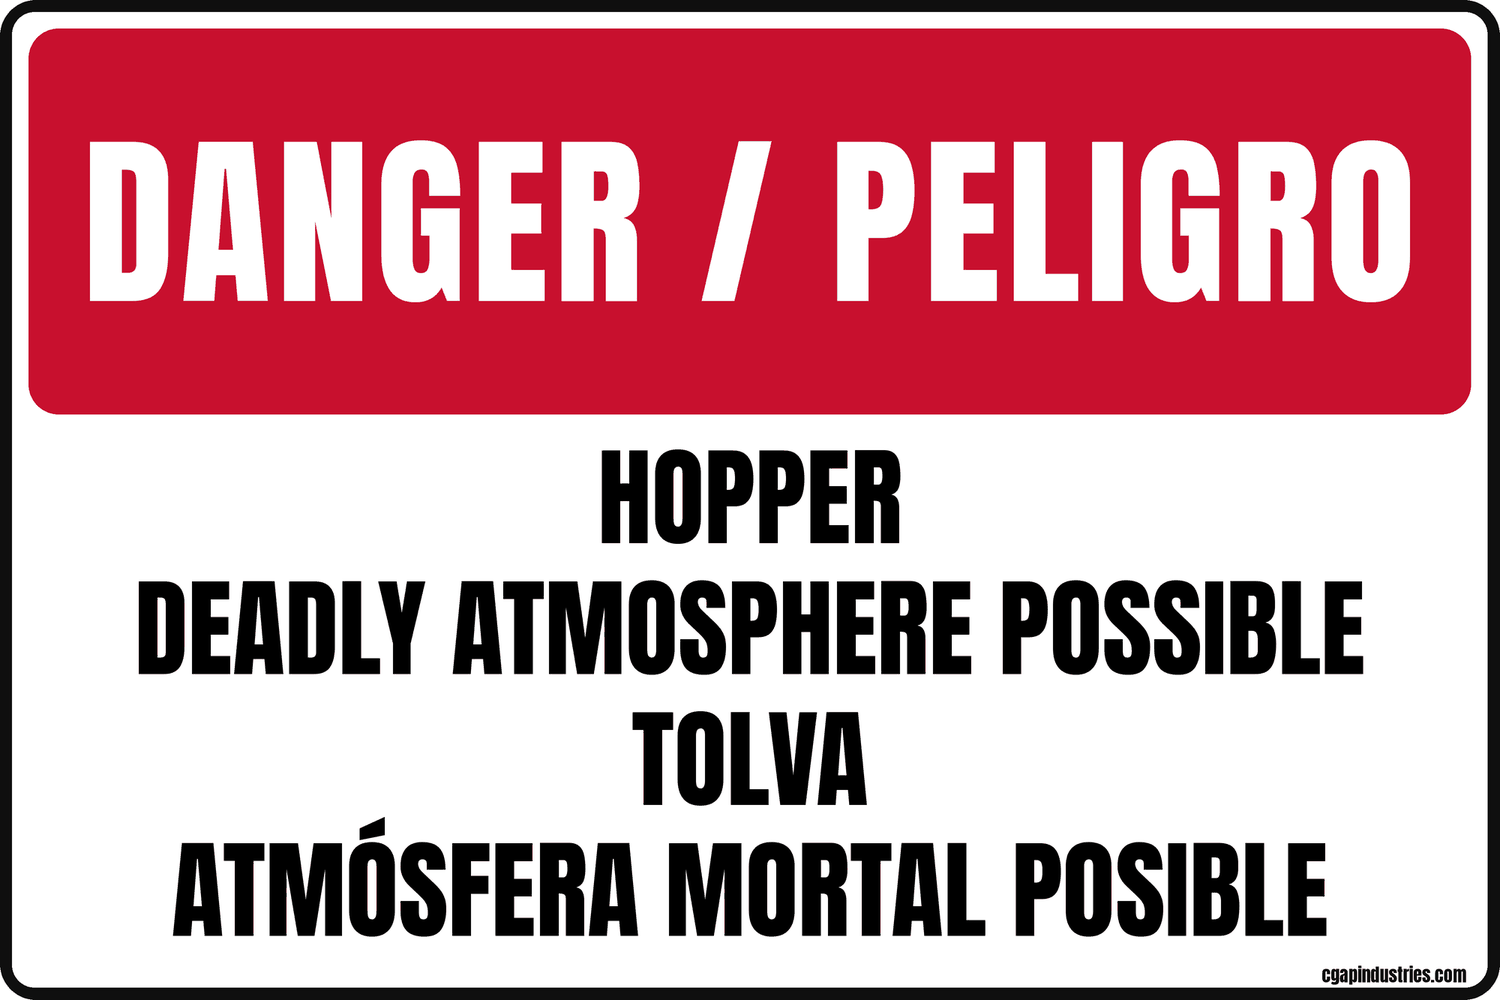 DANGER / PELIGRO
HOPPER
DEADLY ATMOSPHERE POSSIBLE
TOLVA
ATMÓSFERA MORTAL POSIBLE
cgapindustries.com